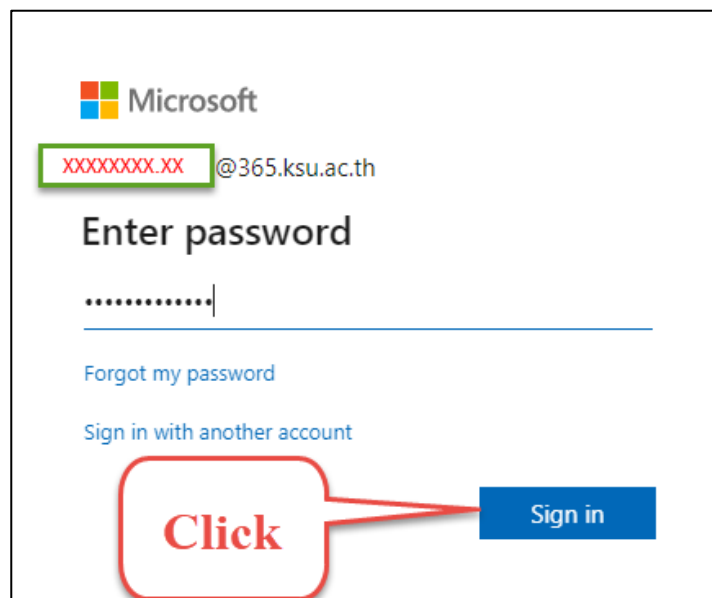 Microsoft
XXXXXXXX.XX @365.ksu.ac.th
Enter password
•••••••••••••
Forgot my password
Sign in with another account
Click
Sign in